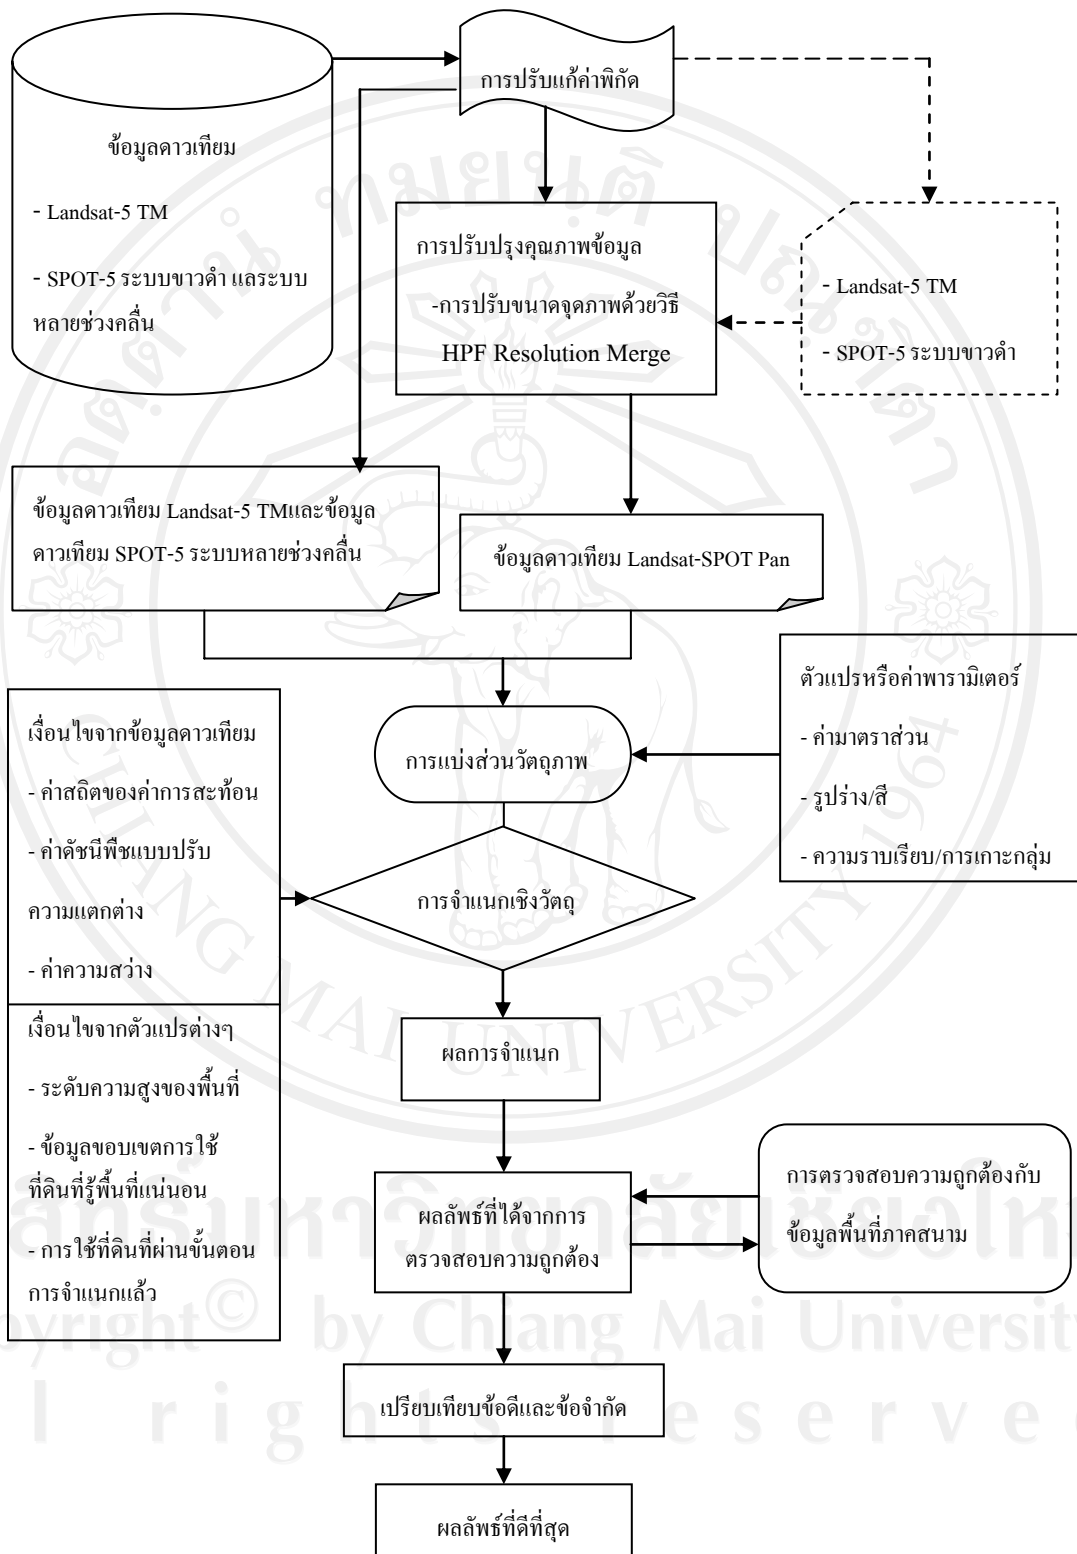 การปรับแก้ค่าพิกัด
ข้อมูลดาวเทียม
- Landsat-5 TM
- SPOT-5 ระบบขาวดำ และระบบ
หลายช่วงคลื่น
การปรับปรุงคุณภาพข้อมูล
-การปรับขนาดจุดภาพด้วยวิธี
HPF Resolution Merge
- Landsat-5 TM
- SPOT-5 ระบบขาวดำ
ข้อมูลดาวเทียม Landsat-5 TMและข้อมูล
ดาวเทียม SPOT-5 ระบบหลายช่วงคลื่น
ข้อมูลดาวเทียม Landsat-SPOT Pan
ตัวแปรหรือค่าพารามิเตอร์
- ค่ามาตราส่วน
- รูปร่าง/สี
- ความราบเรียบ/การเกาะกลุ่ม
การแบ่งส่วนวัตถุภาพ
เงื่อนไขจากข้อมูลดาวเทียม
- ค่าสถิตของค่าการสะท้อน
- ค่าดัชนีพืชแบบปรับ
ความแตกต่าง
- ค่าความสว่าง
การจำแนกเชิงวัตถุ
เงื่อนไขจากตัวแปรต่างๆ
- ระดับความสูงของพื้นที่
- ข้อมูลขอบเขตการใช้
ที่ดินที่รู้พื้นที่แน่นอน
- การใช้ที่ดินที่ผ่านขั้นตอน
การจำแนกแล้ว
ผลการจำแนก
ผลลัพธ์ที่ได้จากการ
ตรวจสอบความถูกต้อง
การตรวจสอบความถูกต้องกับ
ข้อมูลพื้นที่ภาคสนาม
เปรียบเทียบข้อดีและข้อจำกัด
ผลลัพธ์ที่ดีที่สุด
CHIANG MAI UNIVERSITY 1964
by Chiang Mai University
rights reserve